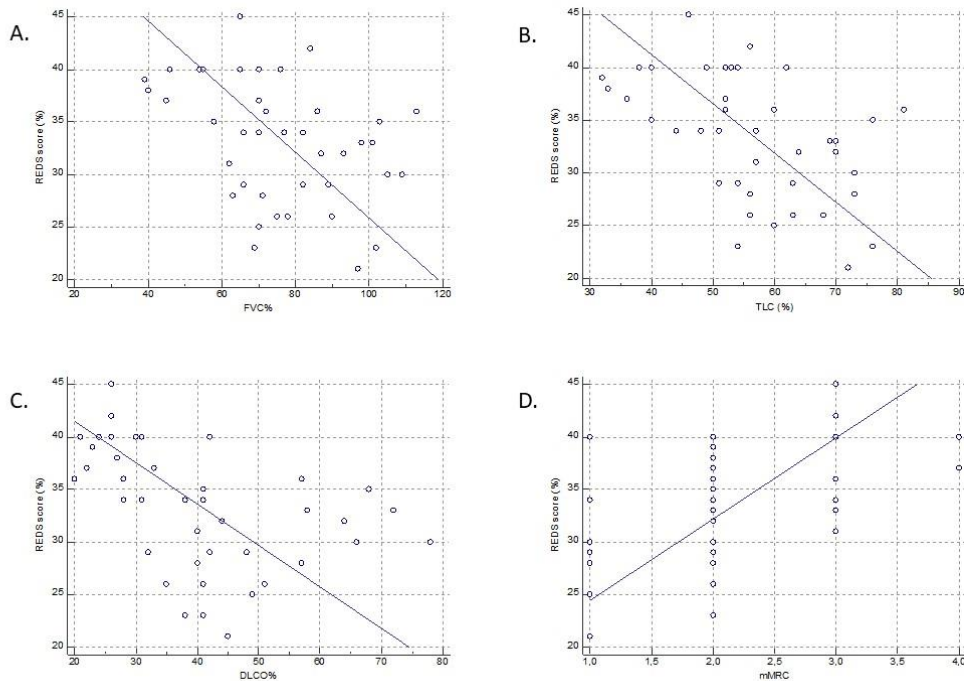 A.
45
40
35
30
25
20
REDS score (%)
20 40 60 80 100 120
FVC%
B.
45
40
35
30
25
20
REDS score (%)
30 40 50 60 70 80 90
TLC (%)
C.
45
40
35
30
25
20
REDS score (%)
20 30 40 50 60 70 80
DLCO%
D.
45
40
35
30
25
20
REDS score (%)
1,0 1,5 2,0 2,5 3,0 3,5 4,0
mMRC